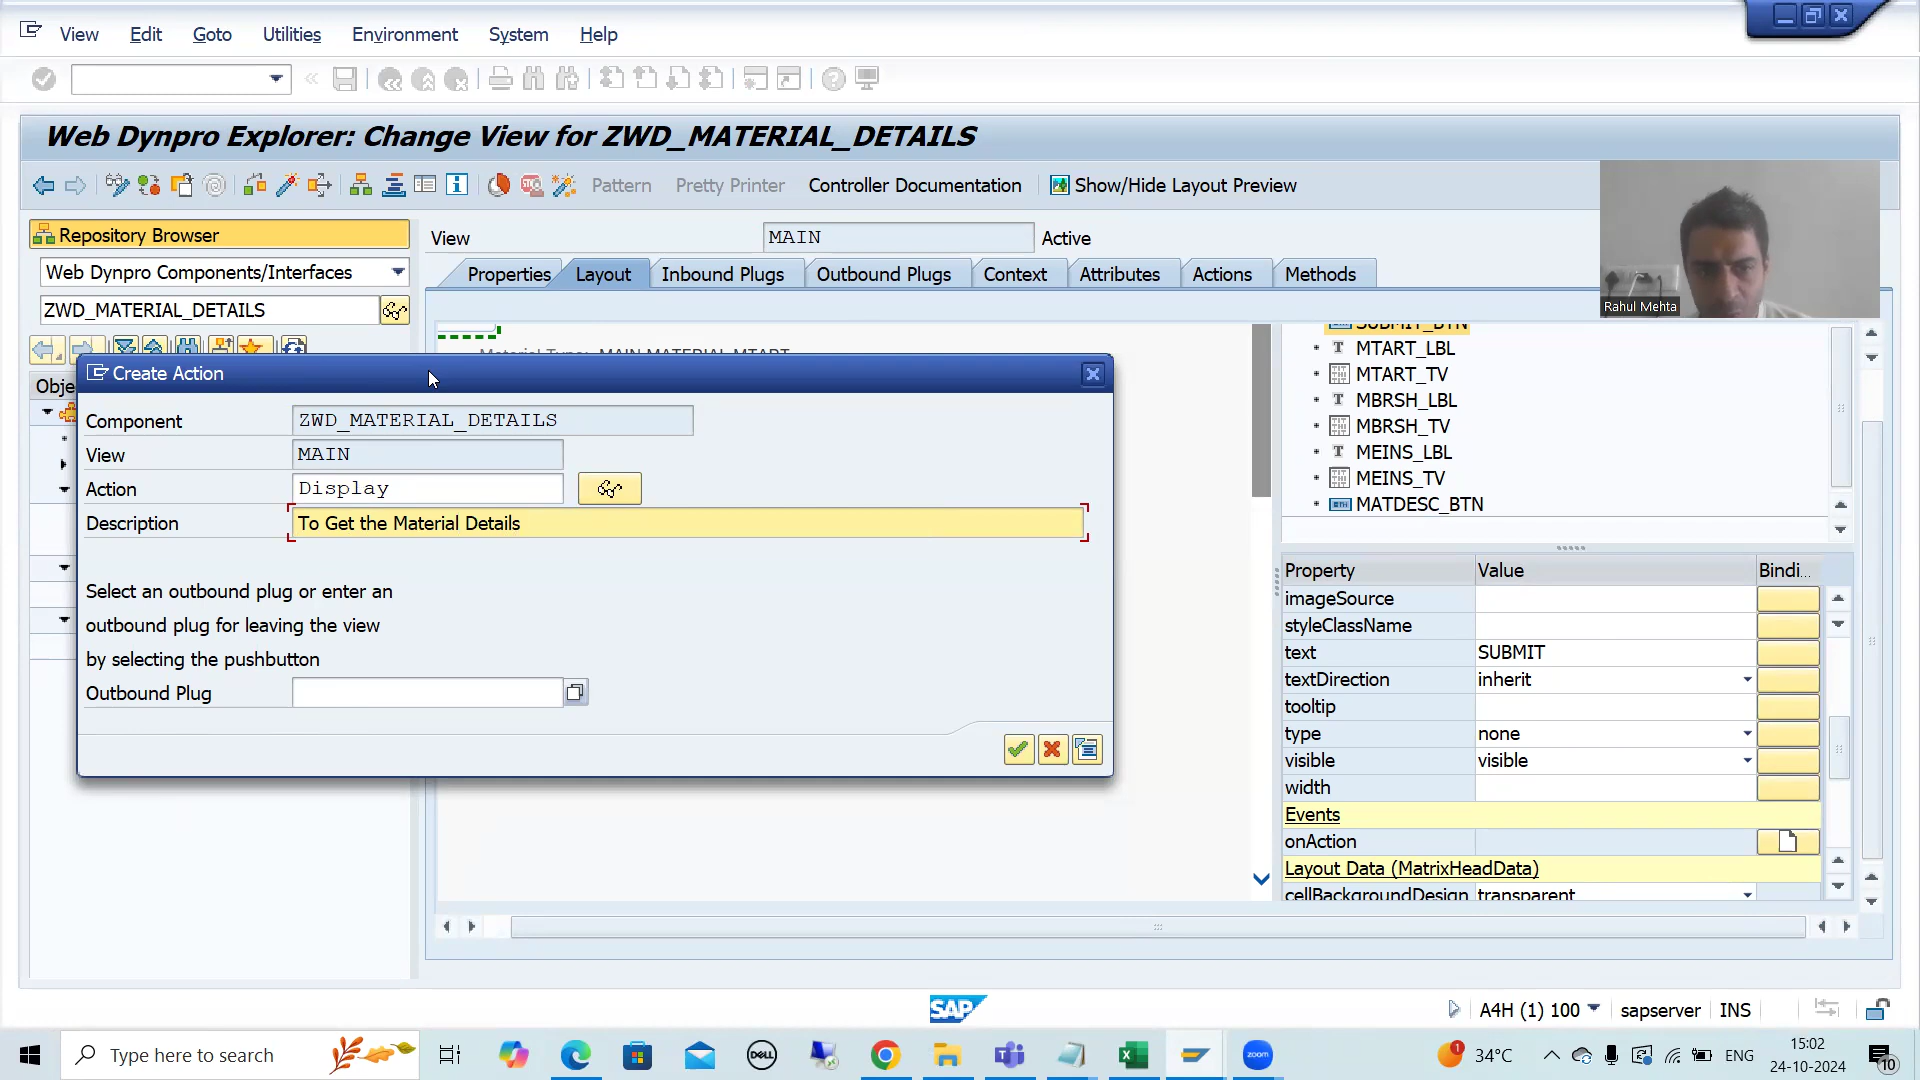 View Edit Goto Utilities Environment System Help
Web Dynpro Explorer: Change View for ZWD_MATERIAL_DETAILS
Pattern Pretty Printer Controller Documentation Show/Hide Layout Preview
Repository Browser
Web Dynpro Components/Interfaces
ZWD_MATERIAL_DETAILS
View MAIN Active
Properties Layout Inbound Plugs Outbound Plugs Context Attributes Actions Methods
Rahul Mehta
Create Action
Component ZWD_MATERIAL_DETAILS
View MAIN
Action Display
Description To Get the Material Details
Select an outbound plug or enter an
outbound plug for leaving the view
by selecting the pushbutton
Outbound Plug
SUBMIT_BTN
MTART_LBL
MTART_TV
MBRSH_LBL
MBRSH_TV
MEINS_LBL
MEINS_TV
MATDESC_BTN
Property Value Bindi...
imageSource
styleClassName
text SUBMIT
textDirection inherit
tooltip
type none
visible visible
width
Events
onAction
Layout Data (MatrixHeadData)
cellBackgroundDesign transparent
SAP
A4H (1) 100 sapserver INS
Type here to search
DELL
zoom
34°C
ENG
15:02
24-10-2024
10